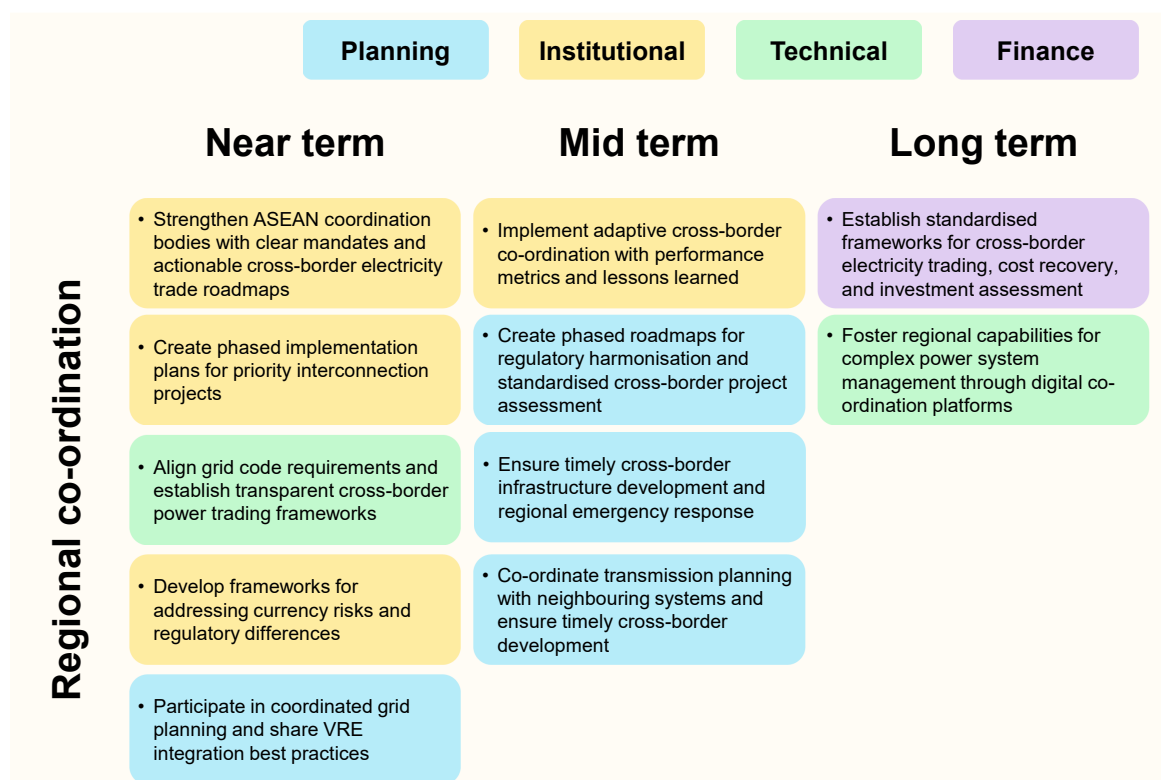 Planning
Institutional
Technical
Finance
Near term
Mid term
Long term
Regional co-ordination
• Strengthen ASEAN coordination
bodies with clear mandates and
actionable cross-border electricity
trade roadmaps
• Create phased implementation
plans for priority interconnection
projects
• Align grid code requirements and
establish transparent cross-border
power trading frameworks
• Develop frameworks for
addressing currency risks and
regulatory differences
• Participate in coordinated grid
planning and share VRE
integration best practices
• Implement adaptive cross-border
co-ordination with performance
metrics and lessons learned
• Create phased roadmaps for
regulatory harmonisation and
standardised cross-border project
assessment
• Ensure timely cross-border
infrastructure development and
regional emergency response
• Co-ordinate transmission planning
with neighbouring systems and
ensure timely cross-border
development
• Establish standardised
frameworks for cross-border
electricity trading, cost recovery,
and investment assessment
• Foster regional capabilities for
complex power system
management through digital co-
ordination platforms